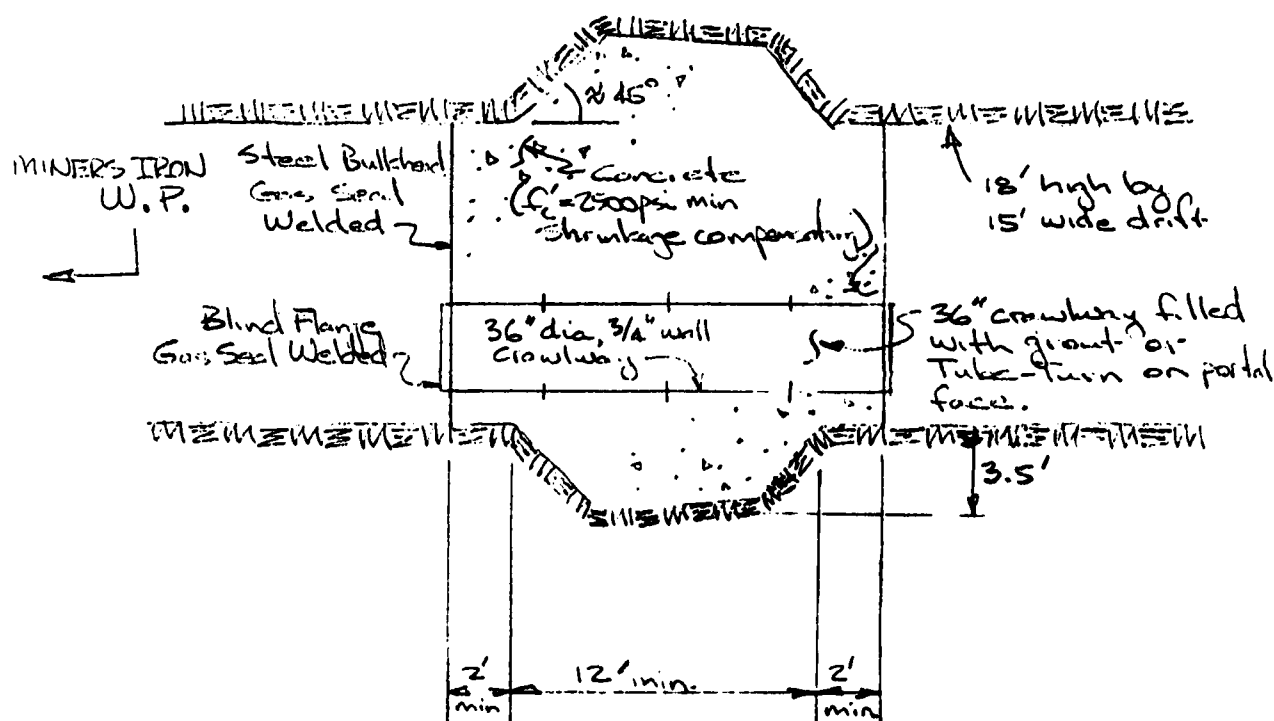 ≈ 45°
MINERS IRON
W.P.
Steel Bulkhead
Gas Seal
Welded
Concrete
(f'c=2500psi min
Shrinkage compensating)
18' high by
15' wide drift
Blind Flange
Gas Seal Welded
36" dia, 3/4" wall
crawlway
36" crawlway filled
with grout or
Tube-Turn on portal
face.
3.5'
2'
min
12' min.
2'
min